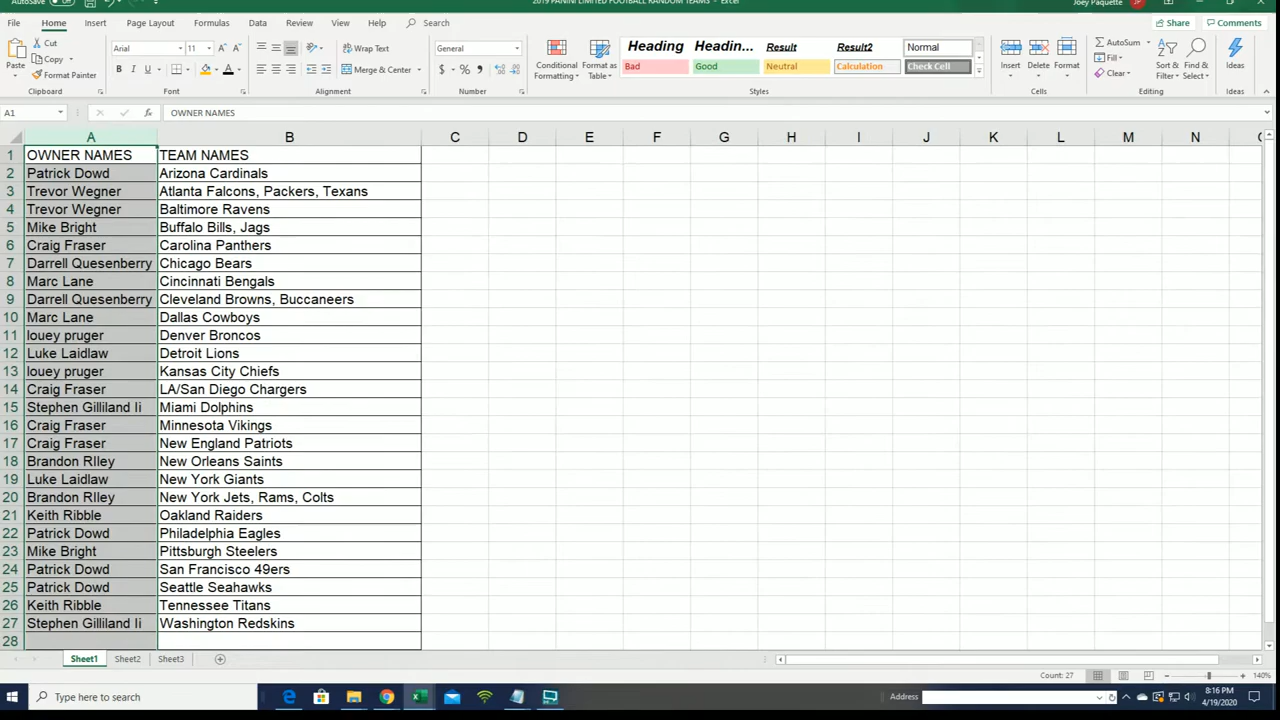 AutoSave
2019 PANINI LIMITED FOOTBALL RANDOM TEAMS - Excel
Joey Paquette
JP
File Home Insert Page Layout Formulas Data Review View Help Search
Share Comments
Cut
Copy
Format Painter
Paste
Clipboard
Arial 11
B I U
Font
Wrap Text
Merge & Center
Alignment
General
$ % ,
Number
Conditional Formatting
Format as Table
Heading Headin... Result Result2 Normal
Bad Good Neutral Calculation Check Cell
Styles
Insert Delete Format
Cells
AutoSum
Fill
Clear
Sort & Filter
Find & Select
Editing
Ideas
Ideas
A1 fx OWNER NAMES
A B C D E F G H I J K L M N
1 OWNER NAMES TEAM NAMES
2 Patrick Dowd Arizona Cardinals
3 Trevor Wegner Atlanta Falcons, Packers, Texans
4 Trevor Wegner Baltimore Ravens
5 Mike Bright Buffalo Bills, Jags
6 Craig Fraser Carolina Panthers
7 Darrell Quesenberry Chicago Bears
8 Marc Lane Cincinnati Bengals
9 Darrell Quesenberry Cleveland Browns, Buccaneers
10 Marc Lane Dallas Cowboys
11 louey pruger Denver Broncos
12 Luke Laidlaw Detroit Lions
13 louey pruger Kansas City Chiefs
14 Craig Fraser LA/San Diego Chargers
15 Stephen Gilliland Ii Miami Dolphins
16 Craig Fraser Minnesota Vikings
17 Craig Fraser New England Patriots
18 Brandon RIley New Orleans Saints
19 Luke Laidlaw New York Giants
20 Brandon RIley New York Jets, Rams, Colts
21 Keith Ribble Oakland Raiders
22 Patrick Dowd Philadelphia Eagles
23 Mike Bright Pittsburgh Steelers
24 Patrick Dowd San Francisco 49ers
25 Patrick Dowd Seattle Seahawks
26 Keith Ribble Tennessee Titans
27 Stephen Gilliland Ii Washington Redskins
28
Sheet1 Sheet2 Sheet3
Count: 27 140%
Type here to search
Address
8:16 PM
4/19/2020